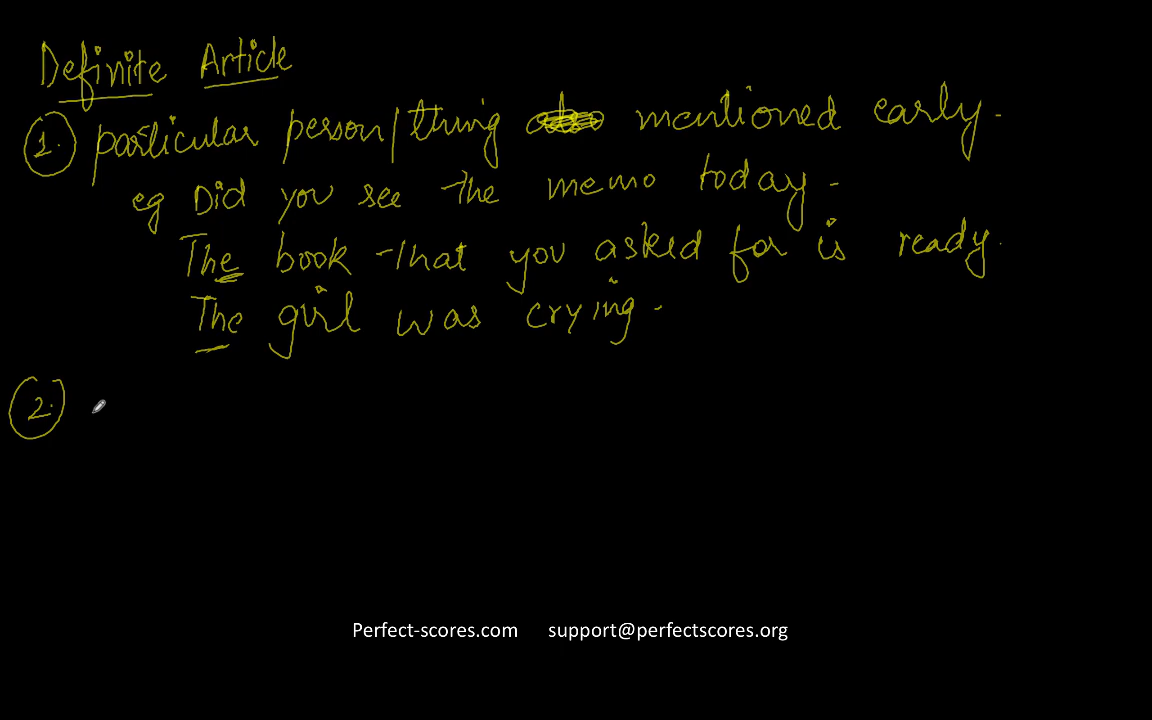 Definite Article
1. particular person/thing mentioned early.
eg Did you see the memo today.
The book that you asked for is ready.
The girl was crying.
2.
Perfect-scores.com support@perfectscores.org